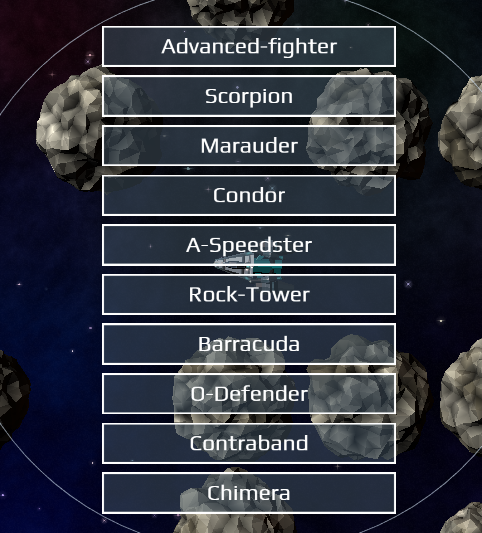 Advanced-fighter
Scorpion
Marauder
Condor
A-Speedster
Rock-Tower
Barracuda
O-Defender
Contraband
Chimera